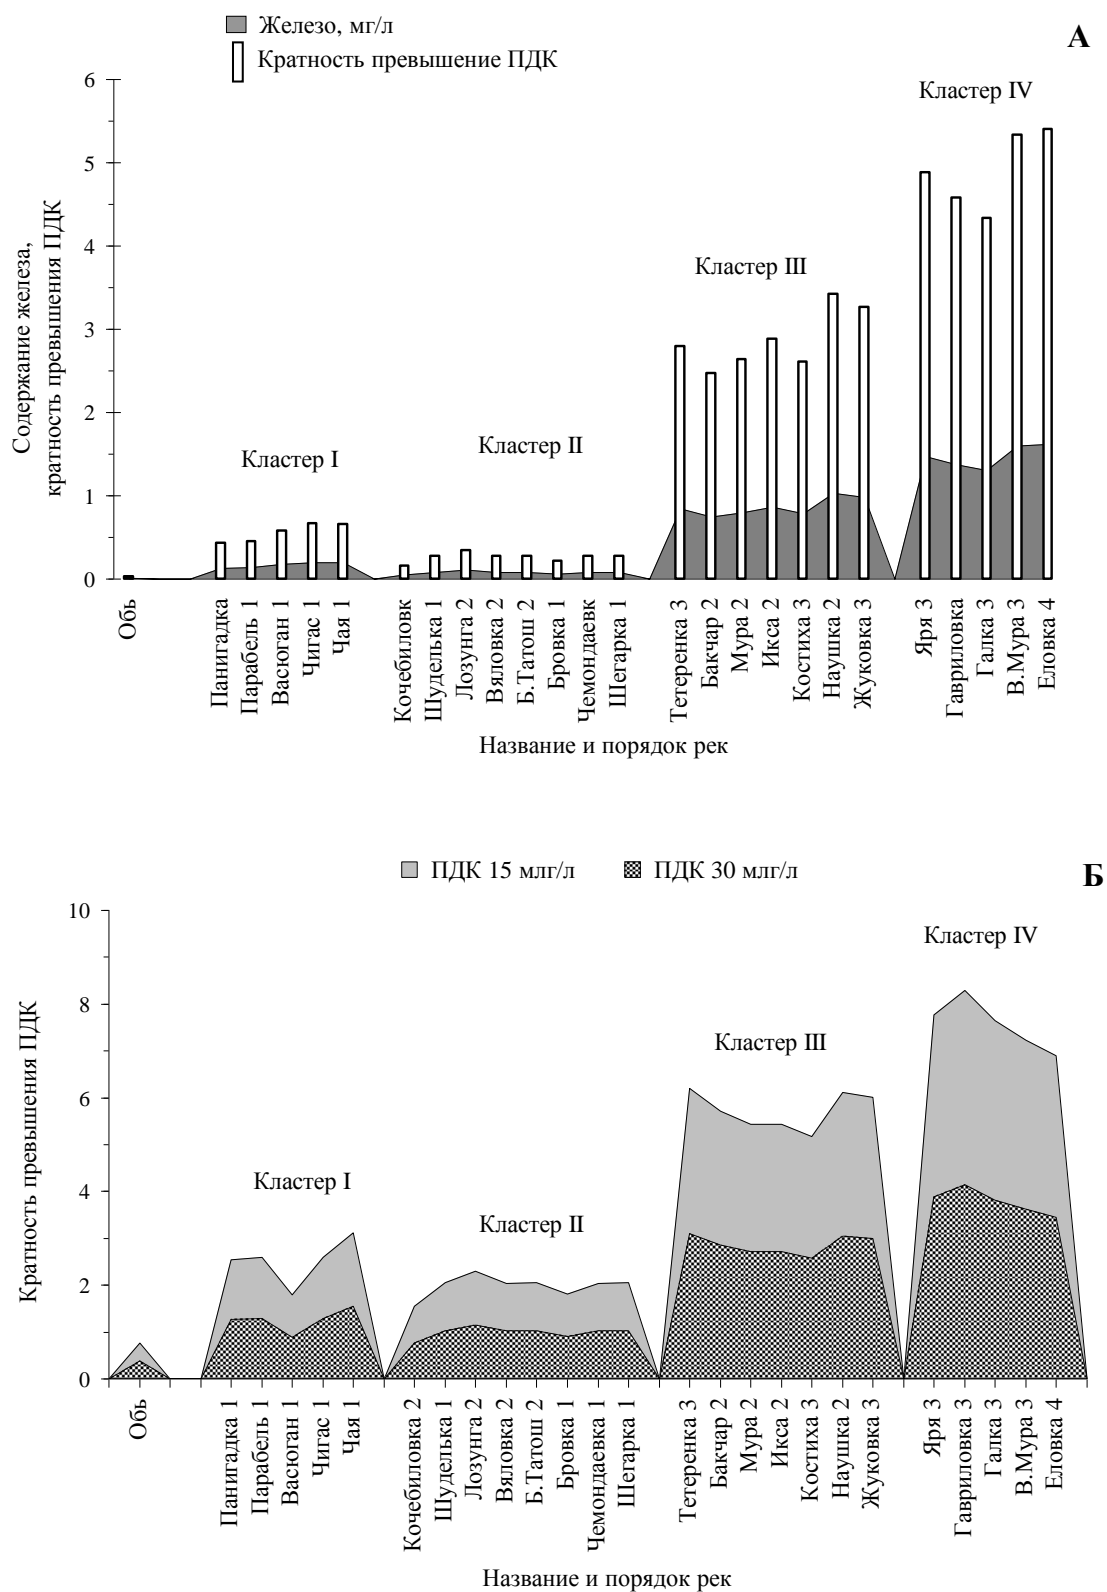 Железо, мг/л
Кратность превышение ПДК
А
Содержание железа,
кратность превышения ПДК
6
5
4
3
2
1
0
Кластер I
Кластер II
Кластер III
Кластер IV
Обь
Панигадка
Парабель 1
Васюган 1
Чигас 1
Чая 1
Кочебиловк
Шуделька 1
Лозунга 2
Вяловка 2
Б.Татош 2
Бровка 1
Чемондаевк
Шегарка 1
Тетеренка 3
Бакчар 2
Мура 2
Икса 2
Костиха 3
Наушка 2
Жуковка 3
Яря 3
Гавриловка
Галка 3
В.Мура 3
Еловка 4
Название и порядок рек
ПДК 15 млг/л
ПДК 30 млг/л
Б
Кратность превышения ПДК
10
8
6
4
2
0
Кластер I
Кластер II
Кластер III
Кластер IV
Обь
Панигадка 1
Парабель 1
Васюган 1
Чигас 1
Чая 1
Кочебиловка 2
Шуделька 1
Лозунга 2
Вяловка 2
Б.Татош 2
Бровка 1
Чемондаевка 1
Шегарка 1
Тетеренка 3
Бакчар 2
Мура 2
Икса 2
Костиха 3
Наушка 2
Жуковка 3
Яря 3
Гавриловка 3
Галка 3
В.Мура 3
Еловка 4
Название и порядок рек